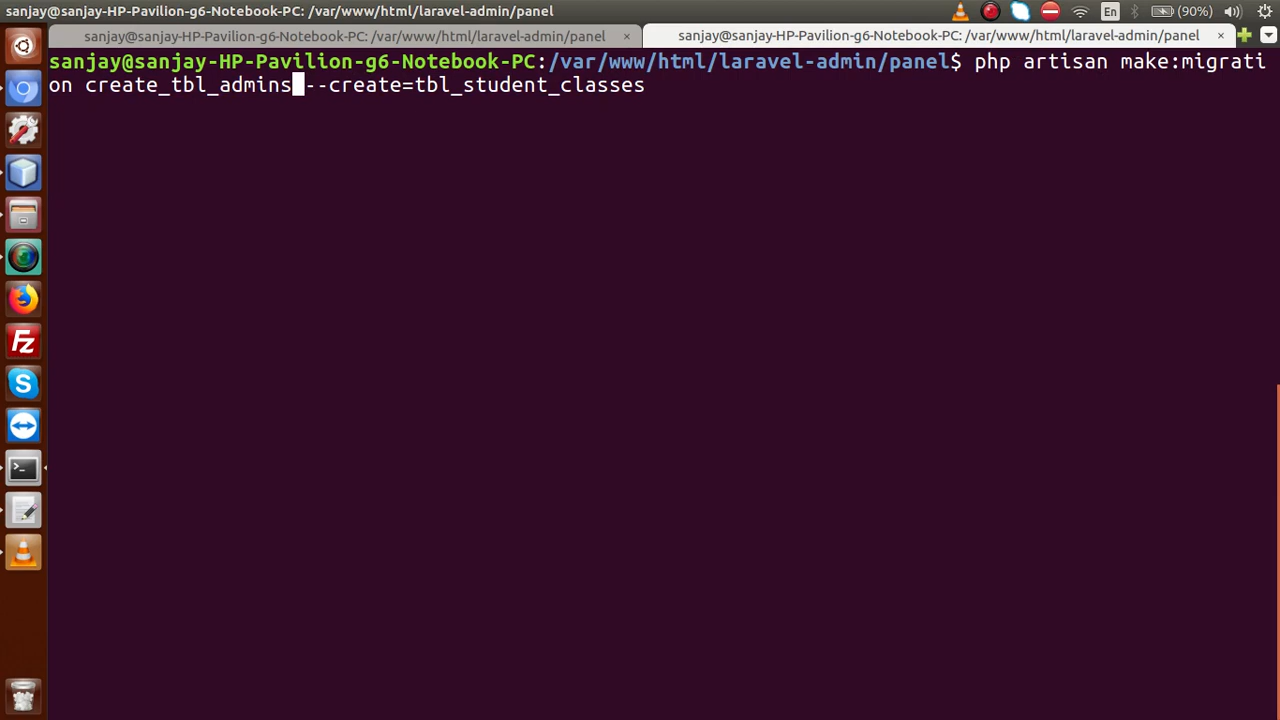 sanjay@sanjay-HP-Pavilion-g6-Notebook-PC: /var/www/html/laravel-admin/panel
En
(90%)
sanjay@sanjay-HP-Pavilion-g6-Notebook-PC: /var/www/html/laravel-admin/panel ×
sanjay@sanjay-HP-Pavilion-g6-Notebook-PC: /var/www/html/laravel-admin/panel ×
sanjay@sanjay-HP-Pavilion-g6-Notebook-PC:/var/www/html/laravel-admin/panel$ php artisan make:migrati
on create_tbl_admins --create=tbl_student_classes
Fz
S
>_